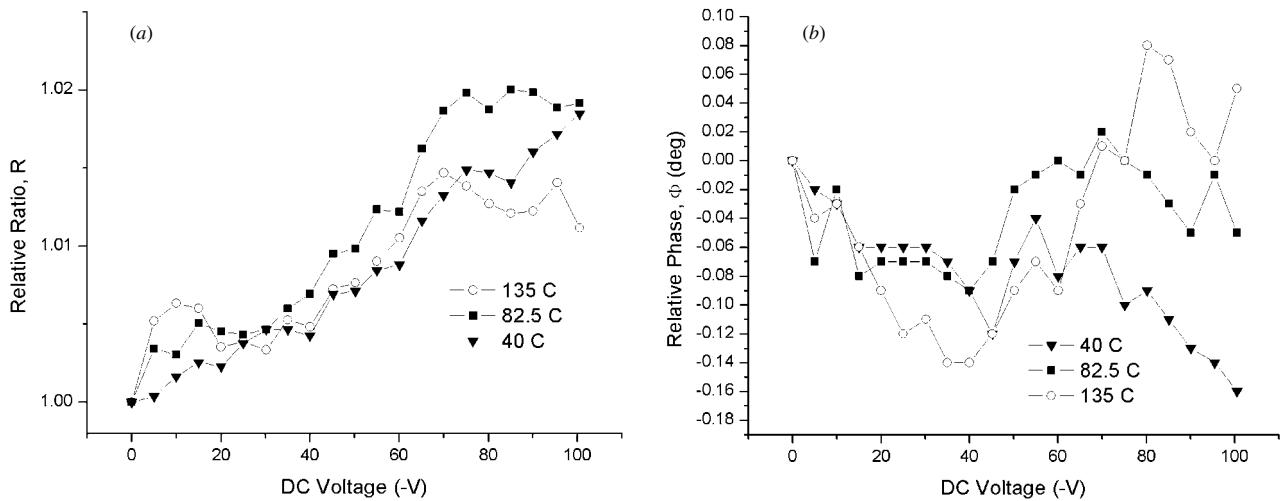 (a)
Relative Ratio, R
1.02
1.01
1.00
135 C
82.5 C
40 C
0
20
40
60
80
100
DC Voltage (-V)
(b)
Relative Phase, Φ (deg)
0.10
0.08
0.06
0.04
0.02
0.00
-0.02
-0.04
-0.06
-0.08
-0.10
-0.12
-0.14
-0.16
-0.18
40 C
82.5 C
135 C
0
20
40
60
80
100
DC Voltage (-V)